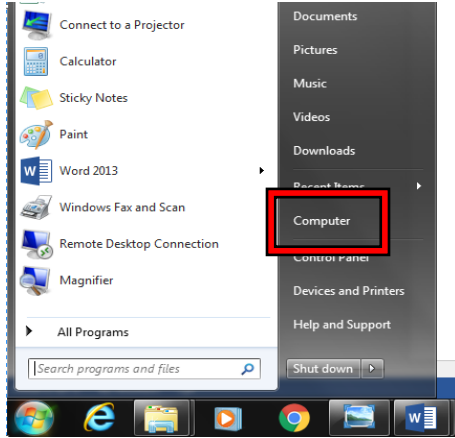 Connect to a Projector
Calculator
Sticky Notes
Paint
Word 2013
Windows Fax and Scan
Remote Desktop Connection
Magnifier
All Programs
Search programs and files
Documents
Pictures
Music
Videos
Downloads
Recent Items
Computer
Control Panel
Devices and Printers
Help and Support
Shut down